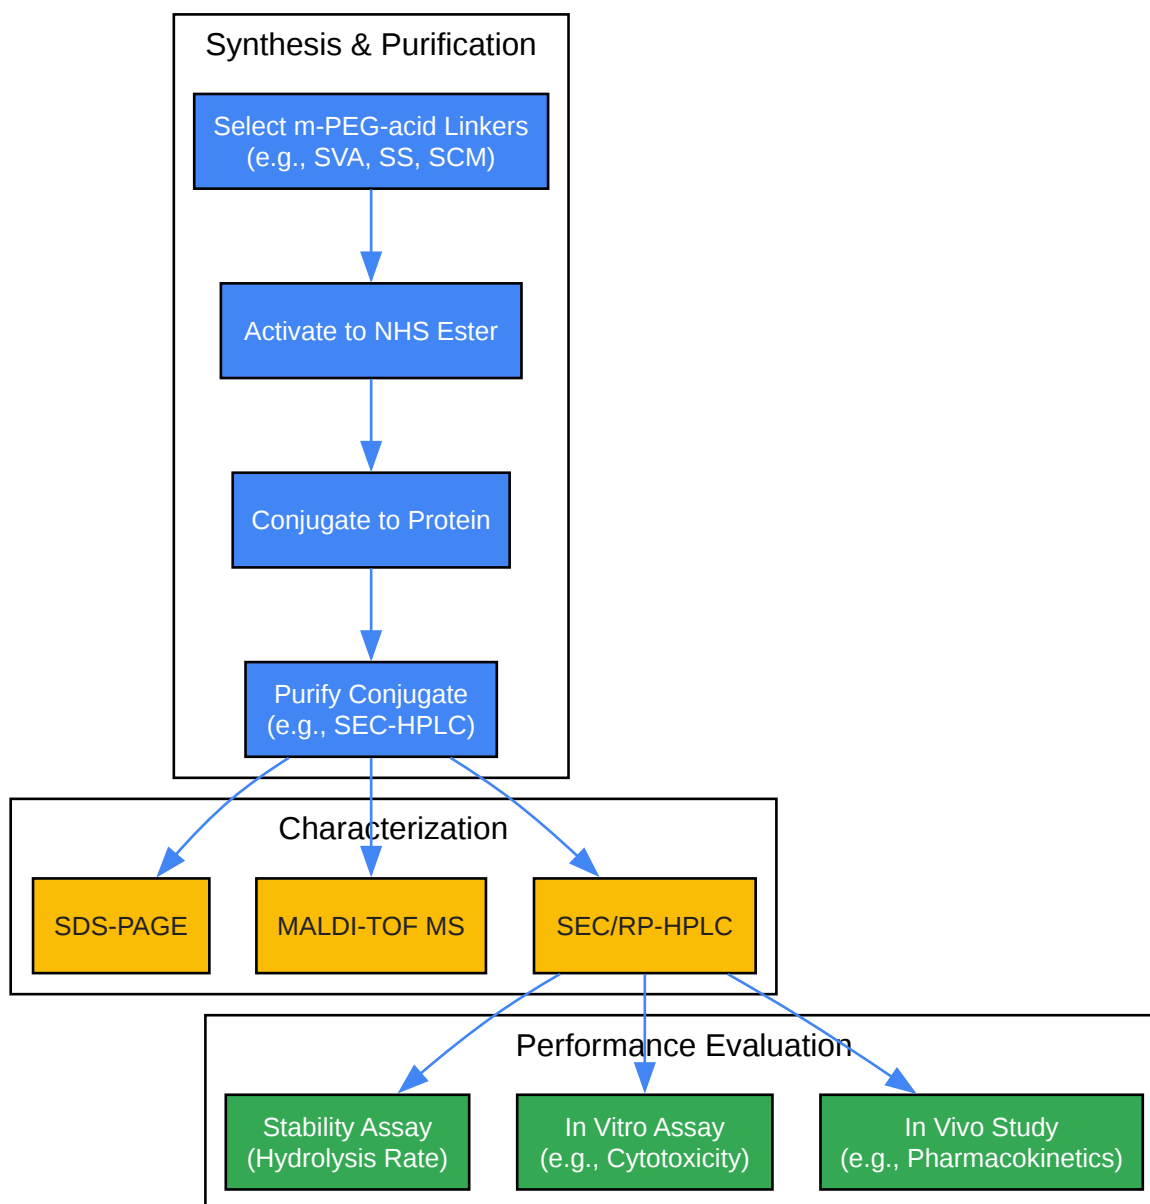 Synthesis & Purification
Select m-PEG-acid Linkers
(e.g., SVA, SS, SCM)
Activate to NHS Ester
Conjugate to Protein
Purify Conjugate
(e.g., SEC-HPLC)
Characterization
SDS-PAGE
MALDI-TOF MS
SEC/RP-HPLC
Performance Evaluation
Stability Assay
(Hydrolysis Rate)
In Vitro Assay
(e.g., Cytotoxicity)
In Vivo Study
(e.g., Pharmacokinetics)